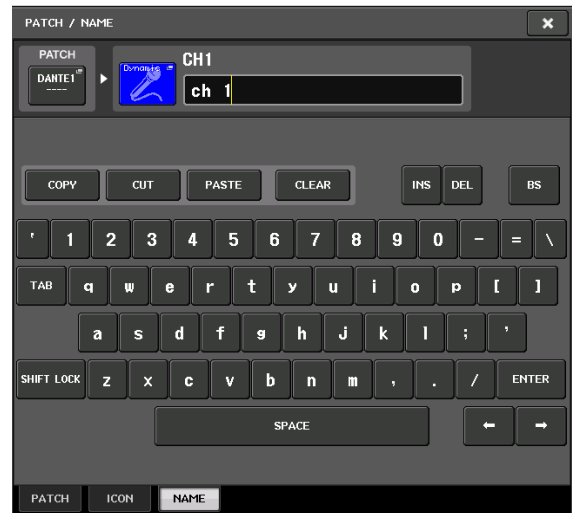 PATCH / NAME
PATCH
DANTE1
----
Dynamic
CH1
ch 1
COPY CUT PASTE CLEAR INS DEL BS
' 1 2 3 4 5 6 7 8 9 0 - = \
TAB q w e r t y u i o p [ ]
a s d f g h j k l ; '
SHIFT LOCK z x c v b n m , . / ENTER
SPACE ← →
PATCH ICON NAME